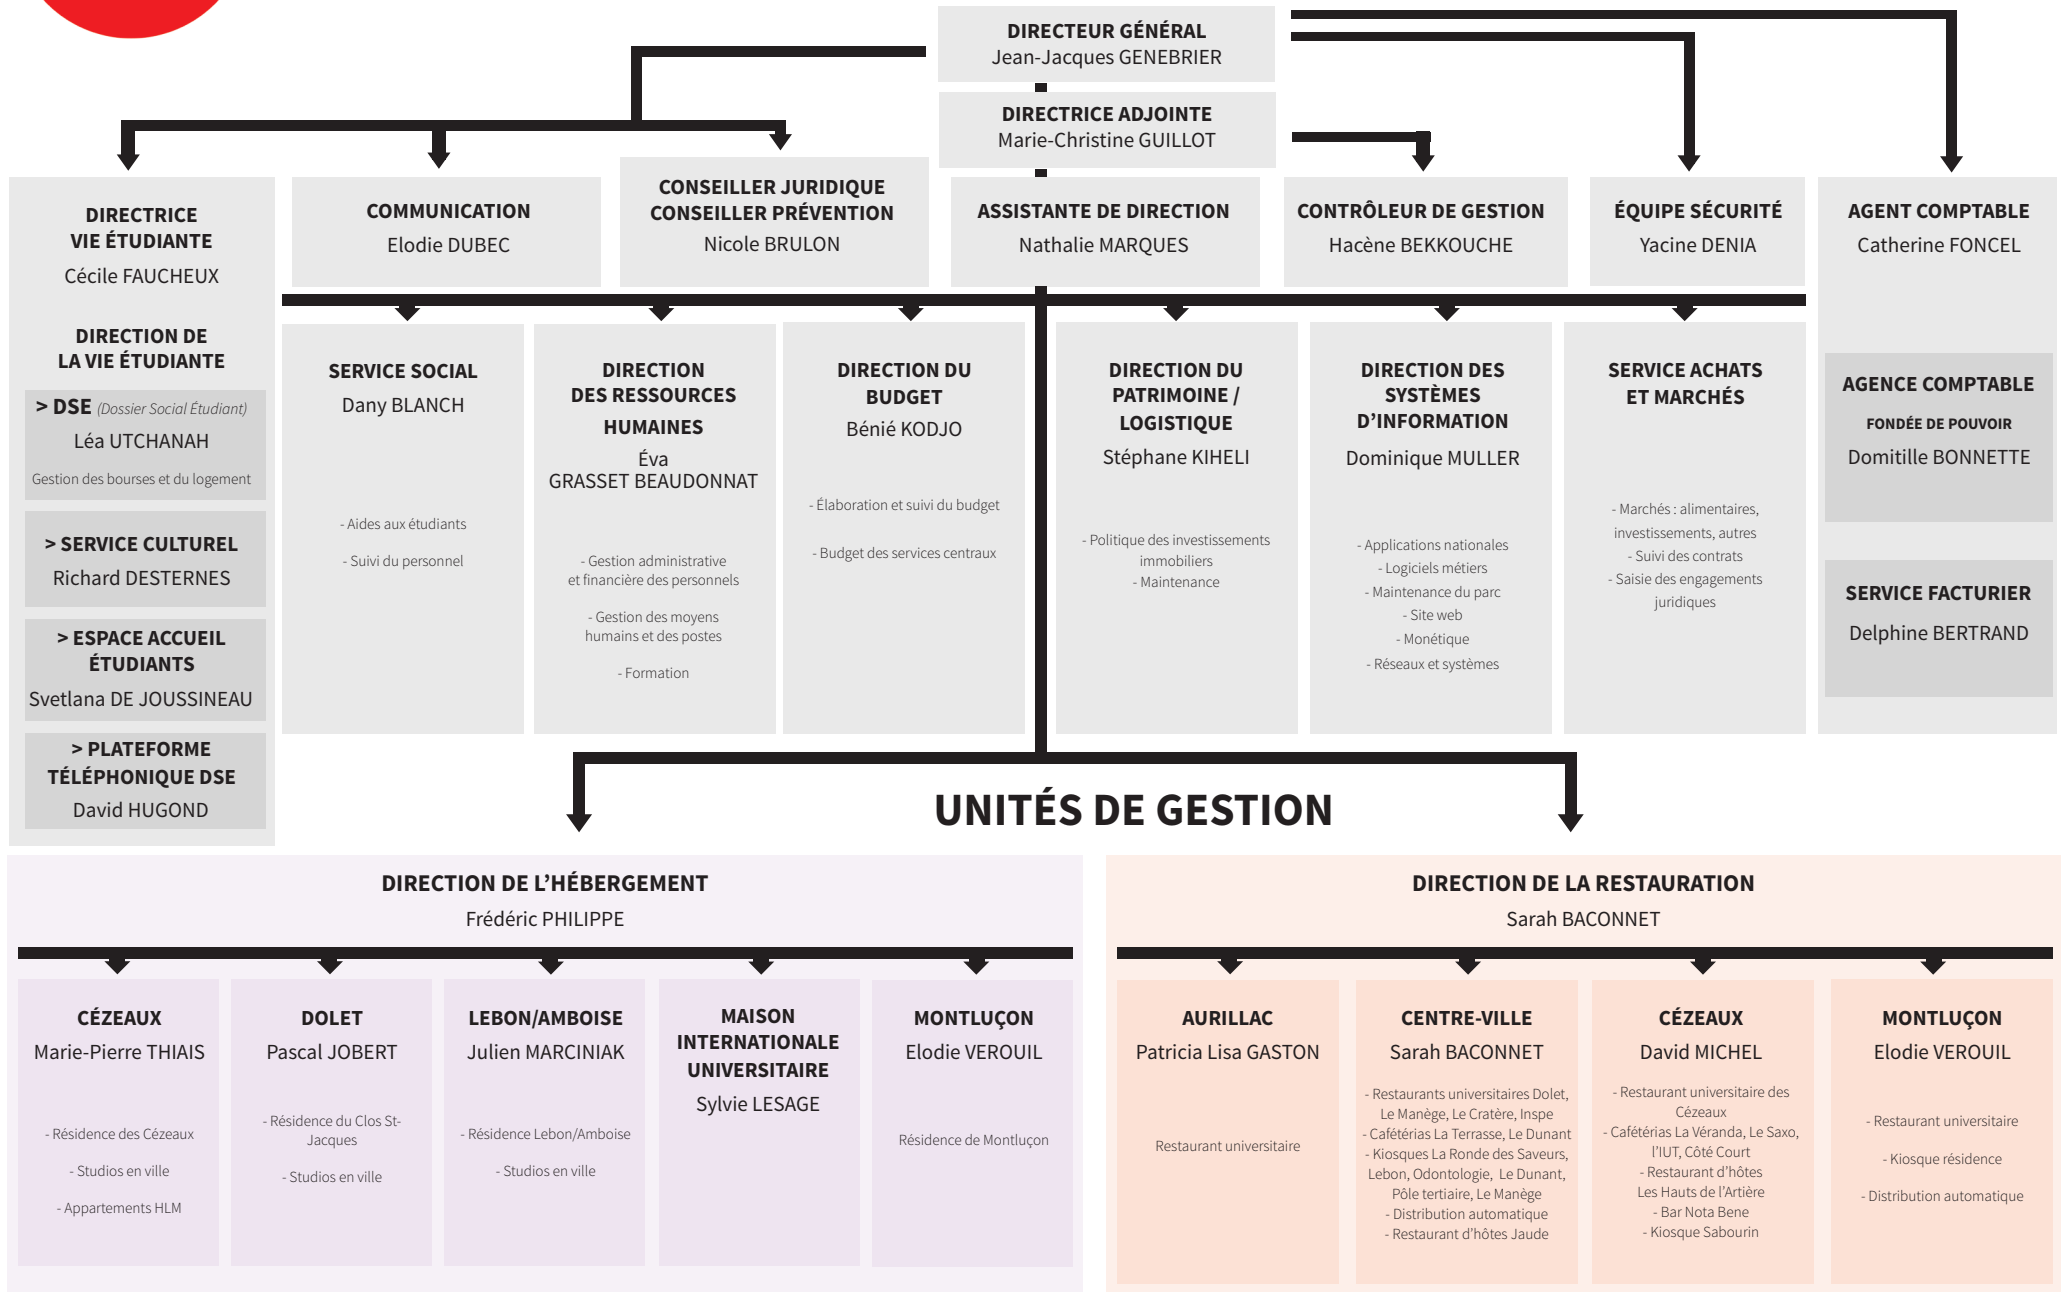 DIRECTEUR GÉNÉRAL
Jean-Jacques GENEBRIER
DIRECTRICE ADJOINTE
Marie-Christine GUILLOT
DIRECTRICE
VIE ÉTUDIANTE
Cécile FAUCHEUX
DIRECTION DE
LA VIE ÉTUDIANTE
> DSE (Dossier Social Étudiant)
Léa UTCHANAH
Gestion des bourses et du logement
> SERVICE CULTUREL
Richard DESTERNES
> ESPACE ACCUEIL
ÉTUDIANTS
Svetlana DE JOUSSINEAU
> PLATEFORME
TÉLÉPHONIQUE DSE
David HUGOND
COMMUNICATION
Elodie DUBEC
CONSEILLER JURIDIQUE
CONSEILLER PRÉVENTION
Nicole BRULON
ASSISTANTE DE DIRECTION
Nathalie MARQUES
CONTRÔLEUR DE GESTION
Hacène BEKKOUCHE
ÉQUIPE SÉCURITÉ
Yacine DENIA
AGENT COMPTABLE
Catherine FONCEL
AGENCE COMPTABLE
FONDÉE DE POUVOIR
Domitille BONNETTE
SERVICE FACTURIER
Delphine BERTRAND
SERVICE SOCIAL
Dany BLANCH
- Aides aux étudiants
- Suivi du personnel
DIRECTION
DES RESSOURCES
HUMAINES
Éva
GRASSET BEAUDONNAT
- Gestion administrative
et financière des personnels
- Gestion des moyens
humains et des postes
- Formation
DIRECTION DU
BUDGET
Bénié KODJO
- Élaboration et suivi du budget
- Budget des services centraux
DIRECTION DU
PATRIMOINE /
LOGISTIQUE
Stéphane KIHELI
- Politique des investissements
immobiliers
- Maintenance
DIRECTION DES
SYSTÈMES
D'INFORMATION
Dominique MULLER
- Applications nationales
- Logiciels métiers
- Maintenance du parc
- Site web
- Monétique
- Réseaux et systèmes
SERVICE ACHATS
ET MARCHÉS
- Marchés : alimentaires,
investissements, autres
- Suivi des contrats
- Saisie des engagements
juridiques
UNITÉS DE GESTION
DIRECTION DE L'HÉBERGEMENT
Frédéric PHILIPPE
CÉZEAUX
Marie-Pierre THIAIS
- Résidence des Cézeaux
- Studios en ville
- Appartements HLM
DOLET
Pascal JOBERT
- Résidence du Clos St-
Jacques
- Studios en ville
LEBON/AMBOISE
Julien MARCINIAK
- Résidence Lebon/Amboise
- Studios en ville
MAISON
INTERNATIONALE
UNIVERSITAIRE
Sylvie LESAGE
MONTLUÇON
Elodie VEROUIL
Résidence de Montluçon
DIRECTION DE LA RESTAURATION
Sarah BACONNET
AURILLAC
Patricia Lisa GASTON
Restaurant universitaire
CENTRE-VILLE
Sarah BACONNET
- Restaurants universitaires Dolet,
Le Manège, Le Cratère, Inspe
- Cafétérias La Terrasse, Le Dunant
- Kiosques La Ronde des Saveurs,
Lebon, Odontologie, Le Dunant,
Pôle tertiaire, Le Manège
- Distribution automatique
- Restaurant d'hôtes Jaude
CÉZEAUX
David MICHEL
- Restaurant universitaire des
Cézeaux
- Cafétérias La Véranda, Le Saxo,
l'IUT, Côté Court
- Restaurant d'hôtes
Les Hauts de l'Artière
- Bar Nota Bene
- Kiosque Sabourin
MONTLUÇON
Elodie VEROUIL
- Restaurant universitaire
- Kiosque résidence
- Distribution automatique